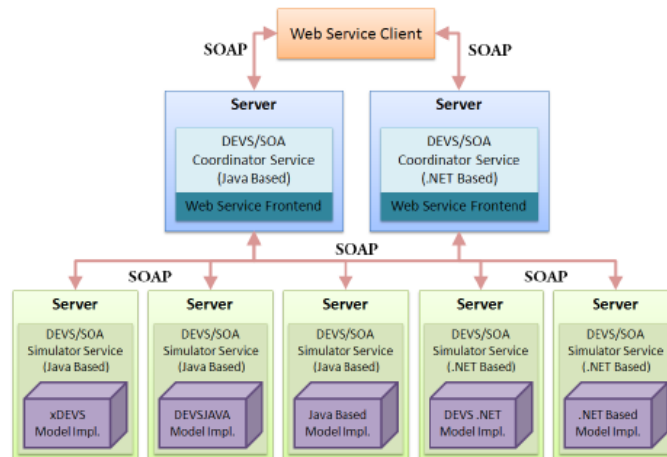 Web Service Client
SOAP
SOAP
Server
Server
DEVS/SOA
Coordinator Service
(Java Based)
Web Service Frontend
DEVS/SOA
Coordinator Service
(.NET Based)
Web Service Frontend
SOAP
SOAP
SOAP
Server
DEVS/SOA
Simulator Service
(Java Based)
xDEVS
Model Impl.
Server
DEVS/SOA
Simulator Service
(Java Based)
DEVSJAVA
Model Impl.
Server
DEVS/SOA
Simulator Service
(Java Based)
Java Based
Model Impl.
Server
DEVS/SOA
Simulator Service
(.NET Based)
DEVS .NET
Model Impl.
Server
DEVS/SOA
Simulator Service
(.NET Based)
.NET Based
Model Impl.